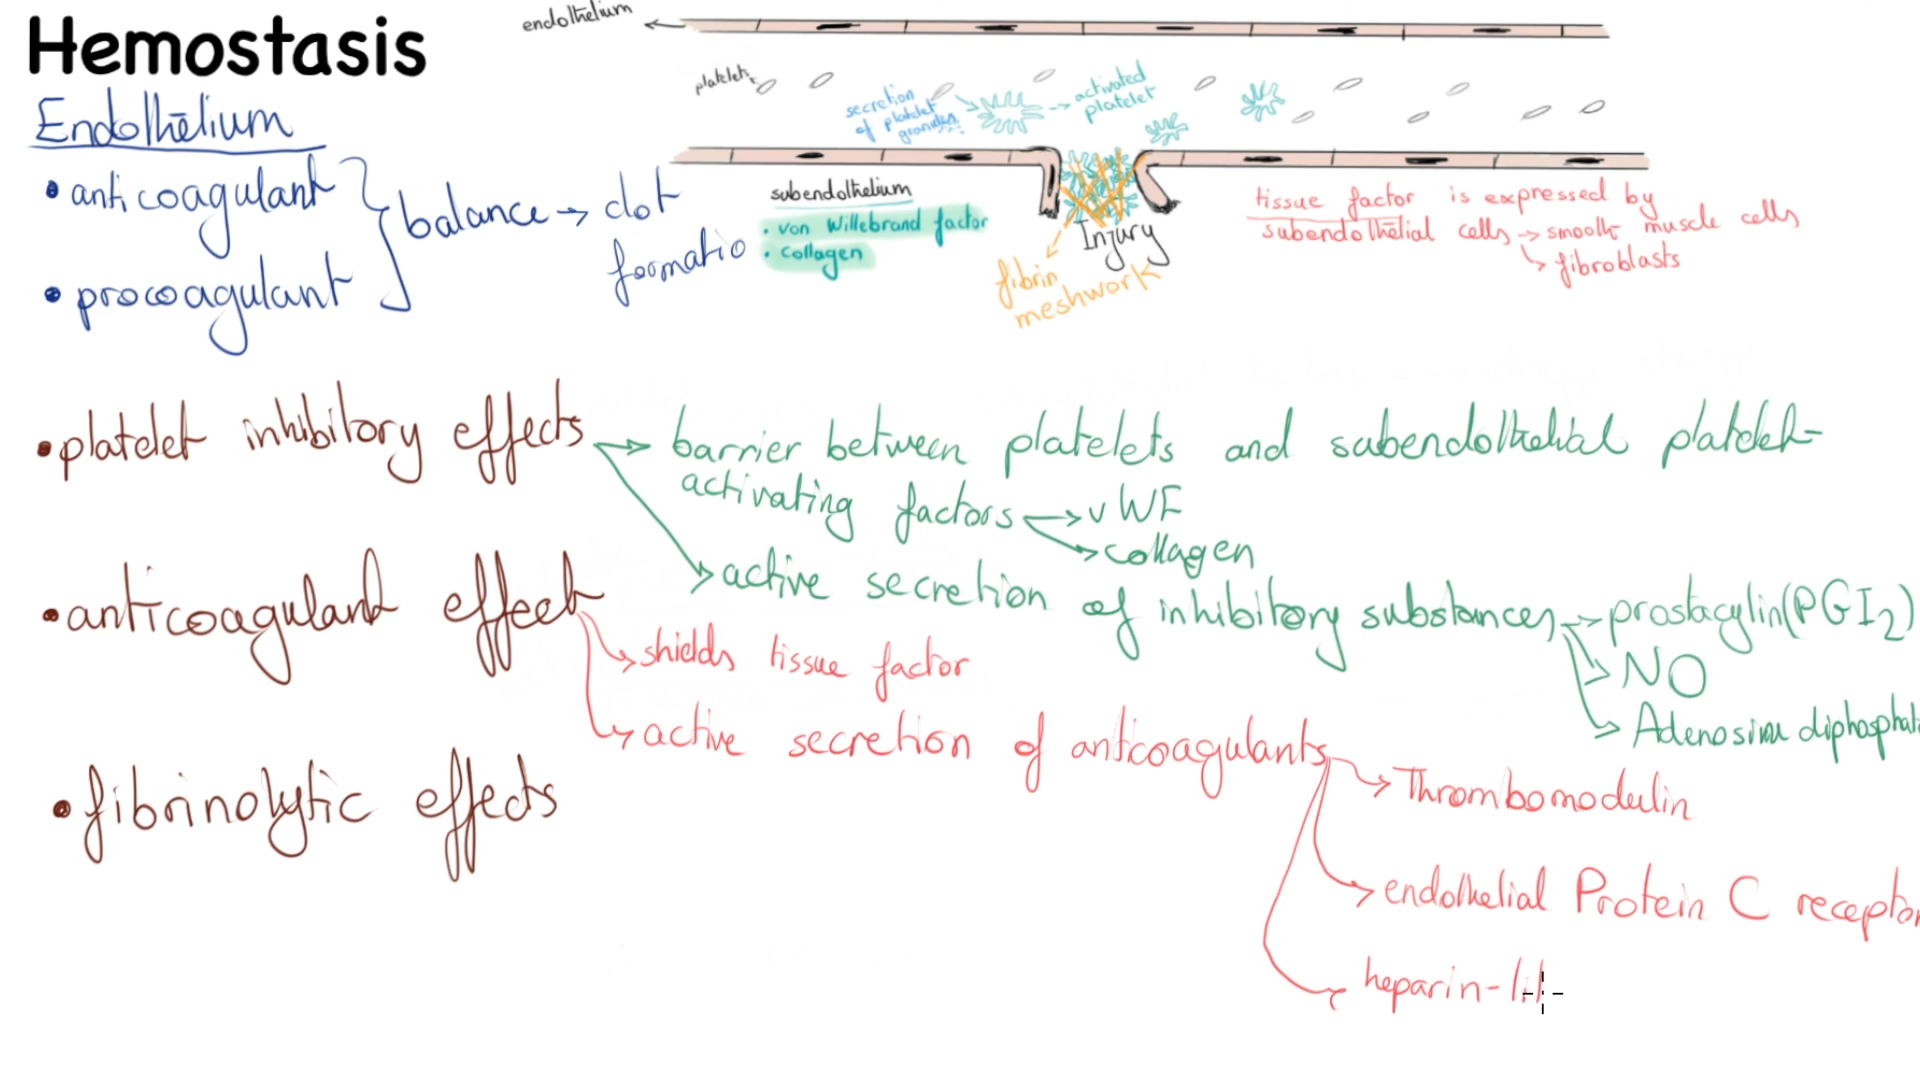 Hemostasis
endothelium
platelets
secretion
of platelet
granules
activated
platelet
Endothelium
• anticoagulant
• procoagulant
balance → clot
formatio
subendothelium
• von Willebrand factor
• Collagen
Injury
fibrin
meshwork
tissue factor is expressed by
subendothelial cells → smooth muscle cells
fibroblasts
• platelet inhibitory effects
barrier between platelets and subendothelial platelet-
activating factors → vWF
collagen
active secretion of inhibitory substances → prostacylin (PGI2)
NO
Adenosine diphosphat
• anticoagulant effect
shields tissue factor
active secretion of anticoagulants
Thrombomodulin
endothelial Protein C receptor
heparin-li
• fibrinolytic effects